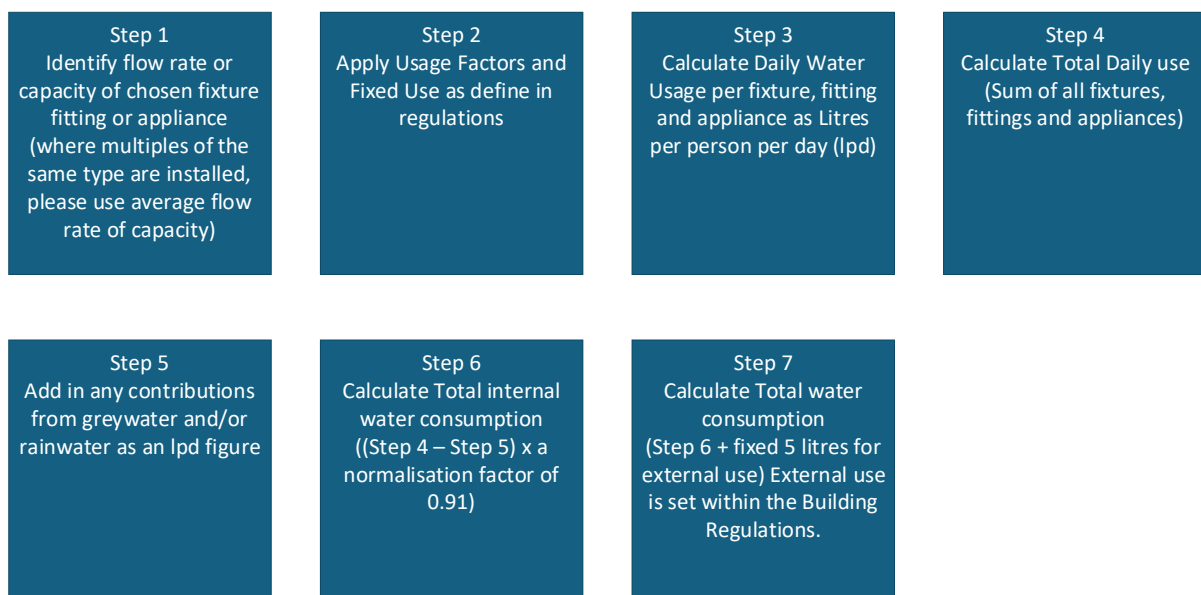 Step 1
Identify flow rate or
capacity of chosen fixture
fitting or appliance
(where multiples of the
same type are installed,
please use average flow
rate of capacity)
Step 2
Apply Usage Factors and
Fixed Use as define in
regulations
Step 3
Calculate Daily Water
Usage per fixture, fitting
and appliance as Litres
per person per day (lpd)
Step 4
Calculate Total Daily use
(Sum of all fixtures,
fittings and appliances)
Step 5
Add in any contributions
from greywater and/or
rainwater as an lpd figure
Step 6
Calculate Total internal
water consumption
((Step 4 – Step 5) x a
normalisation factor of
0.91)
Step 7
Calculate Total water
consumption
(Step 6 + fixed 5 litres for
external use) External use
is set within the Building
Regulations.